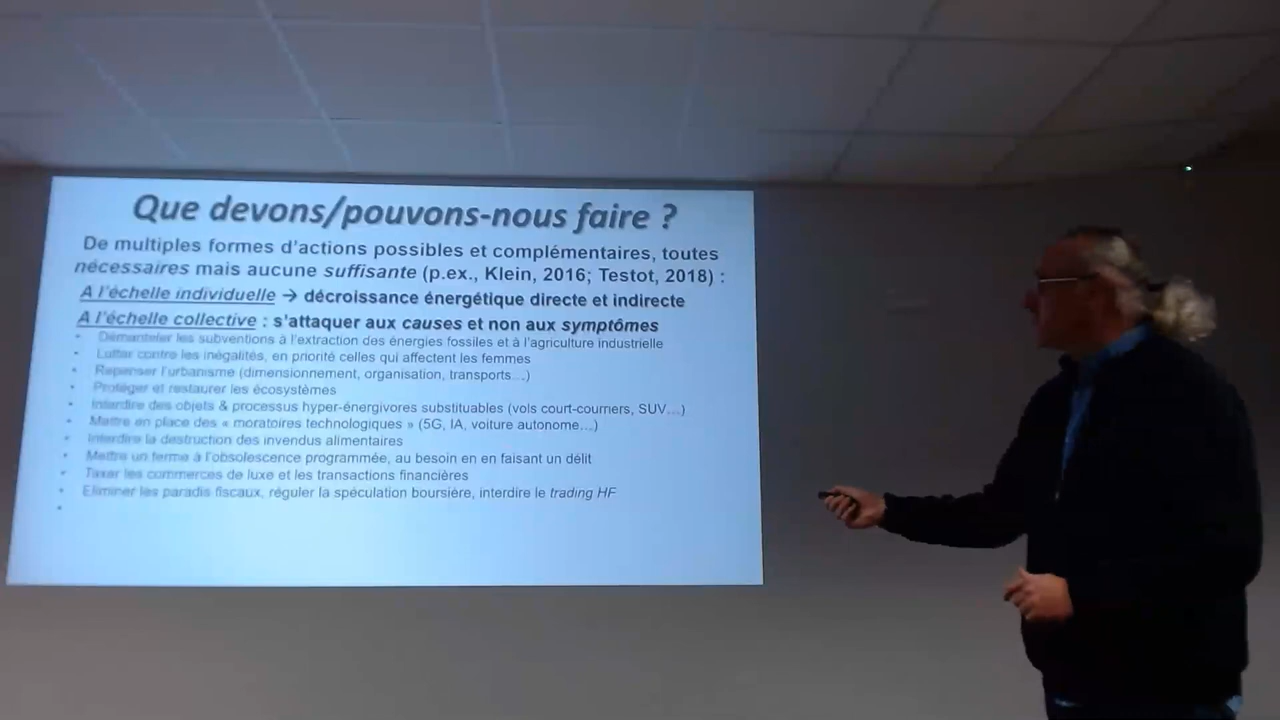 Que devons/pouvons-nous faire ?
De multiples formes d'actions possibles et complémentaires, toutes
nécessaires mais aucune suffisante (p.ex., Klein, 2016; Testot, 2018) :
A l'échelle individuelle → décroissance énergétique directe et indirecte
A l'échelle collective : s'attaquer aux causes et non aux symptômes
• Démanteler les subventions à l'extraction des énergies fossiles et à l'agriculture industrielle
• Lutter contre les inégalités, en priorité celles qui affectent les femmes
• Repenser l'urbanisme (dimensionnement, organisation, transports…)
• Protéger et restaurer les écosystèmes
• Interdire des objets & processus hyper-énergivores substituables (vols court-courriers, SUV…)
• Mettre en place des « moratoires technologiques » (5G, IA, voiture autonome…)
• Interdire la destruction des invendus alimentaires
• Mettre un terme à l'obsolescence programmée, au besoin en en faisant un délit
• Taxer les commerces de luxe et les transactions financières
• Eliminer les paradis fiscaux, réguler la spéculation boursière, interdire le trading HF
•